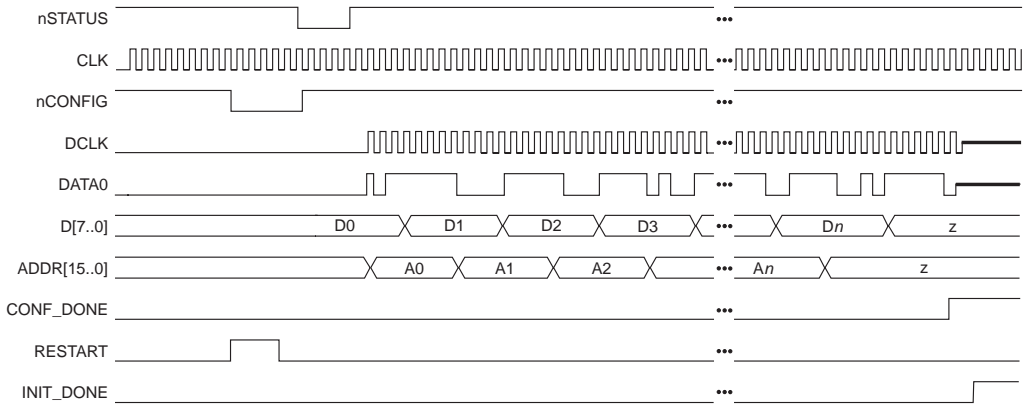 nSTATUS •••
CLK •••
nCONFIG •••
DCLK •••
DATA0 •••
D[7..0] D0 D1 D2 D3 ••• Dn z
ADDR[15..0] A0 A1 A2 ••• An z
CONF_DONE •••
RESTART •••
INIT_DONE •••